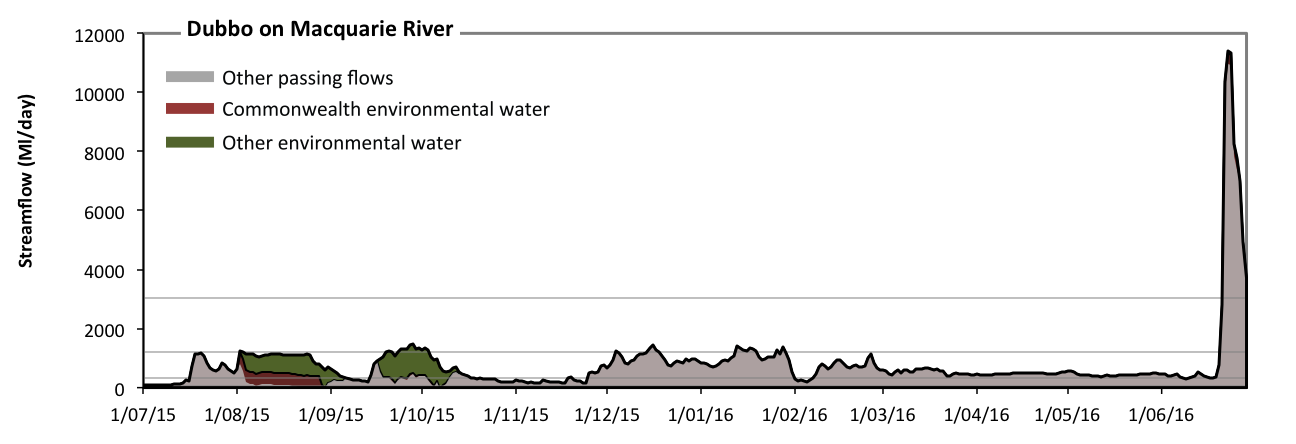 Dubbo on Macquarie River
12000
10000
8000
6000
4000
2000
0
Streamflow (Ml/day)
Other passing flows
Commonwealth environmental water
Other environmental water
1/07/15 1/08/15 1/09/15 1/10/15 1/11/15 1/12/15 1/01/16 1/02/16 1/03/16 1/04/16 1/05/16 1/06/16